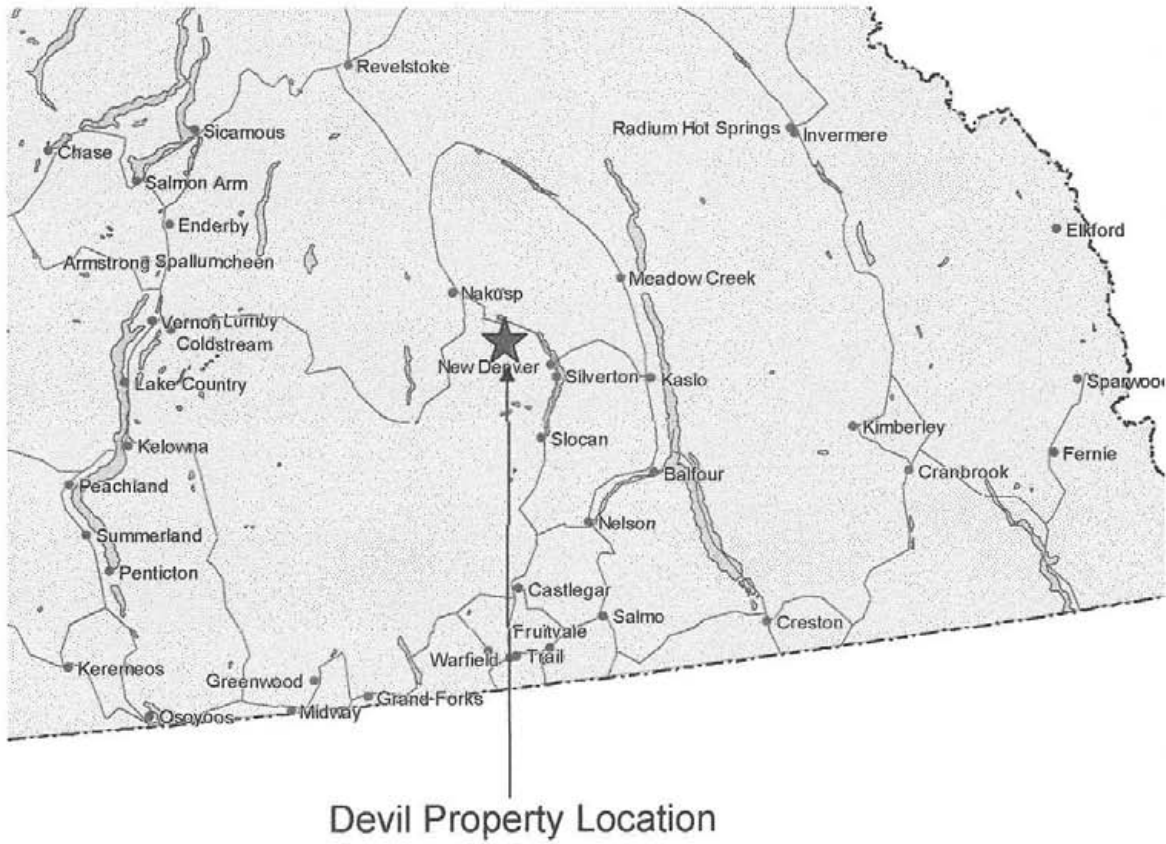 Revelstoke
Sicamous
Radium Hot Springs
Invermere
Chase
Salmon Arm
Enderby
Elkford
Armstrong
Spallumcheen
Meadow Creek
Nakusp
Vernon
Lumby
Coldstream
New Denver
Silverton
Kaslo
Sparwood
Lake Country
Kimberley
Slocan
Kelowna
Fernie
Cranbrook
Balfour
Peachland
Nelson
Summerland
Penticton
Castlegar
Salmo
Creston
Fruitvale
Warfield
Trail
Keremeos
Greenwood
Grand Forks
Midway
Osoyoos
Devil Property Location